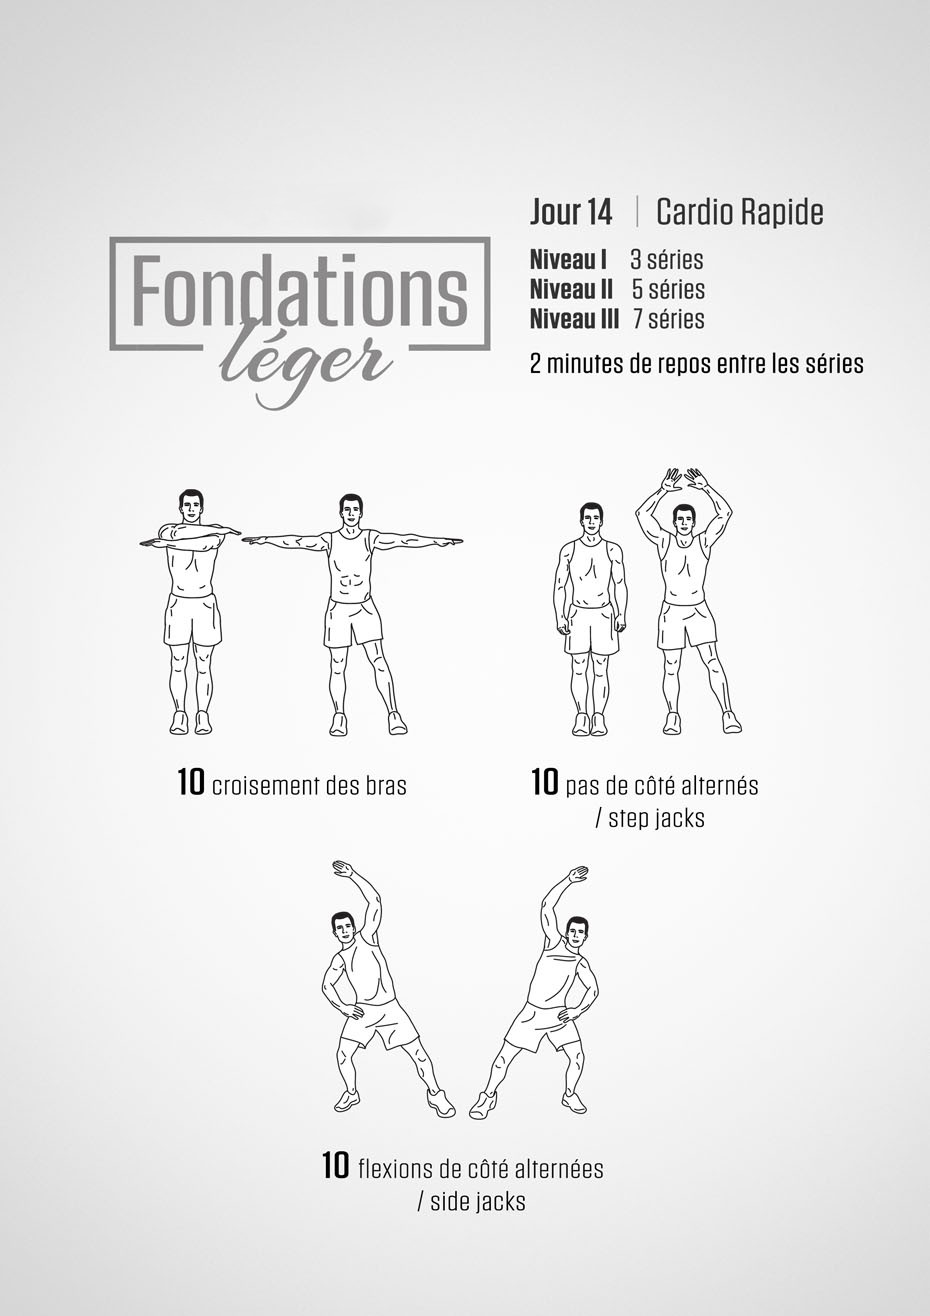 Fondations
léger
Jour 14 | Cardio Rapide
Niveau I 3 séries
Niveau II 5 séries
Niveau III 7 séries
2 minutes de repos entre les séries
10 croisement des bras
10 pas de côté alternés
/ step jacks
10 flexions de côté alternées
/ side jacks